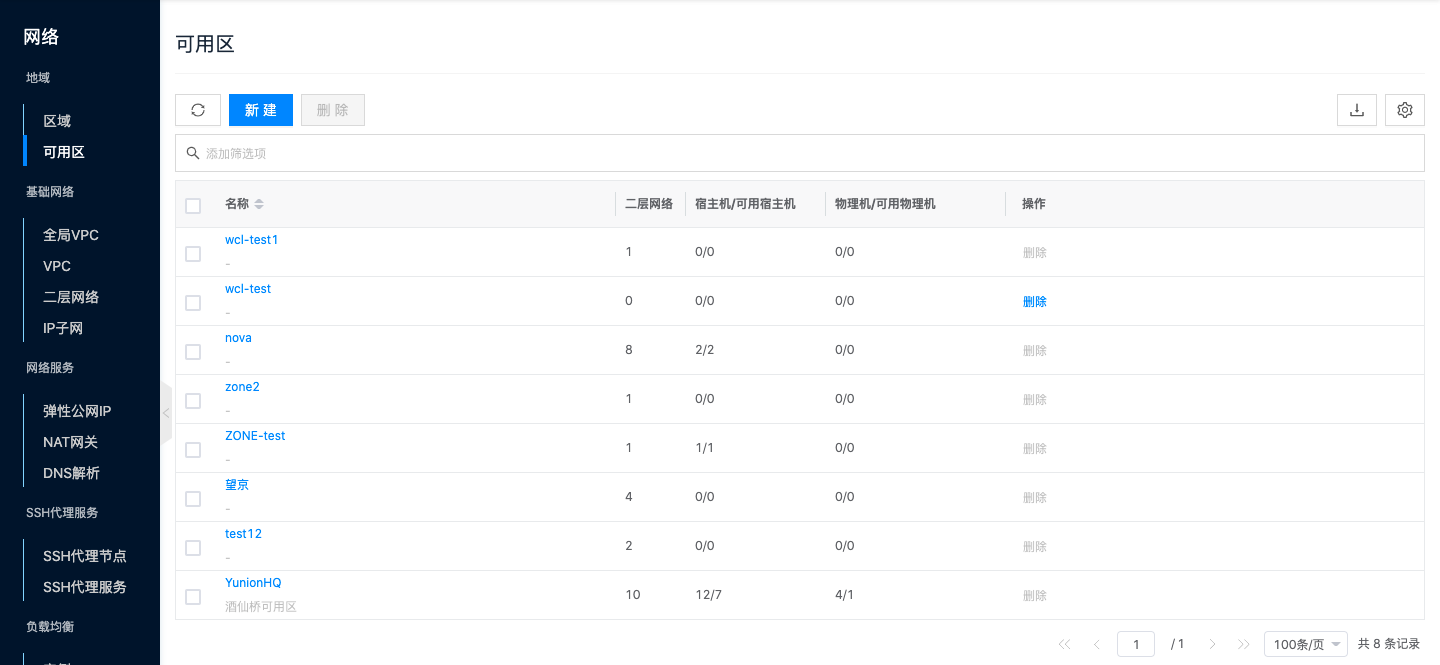 网络
地域
区域
可用区
基础网络
全局VPC
VPC
二层网络
IP子网
网络服务
弹性公网IP
NAT网关
DNS解析
SSH代理服务
SSH代理节点
SSH代理服务
负载均衡
可用区
新 建 删 除
添加筛选项
名称 二层网络 宿主机/可用宿主机 物理机/可用物理机 操作
wcl-test1
- 1 0/0 0/0 删除
wcl-test
- 0 0/0 0/0 删除
nova
- 8 2/2 0/0 删除
zone2
- 1 0/0 0/0 删除
ZONE-test
- 1 1/1 0/0 删除
望京
- 4 0/0 0/0 删除
test12
- 2 0/0 0/0 删除
YunionHQ
酒仙桥可用区 10 12/7 4/1 删除
1 / 1 100条/页 共 8 条记录